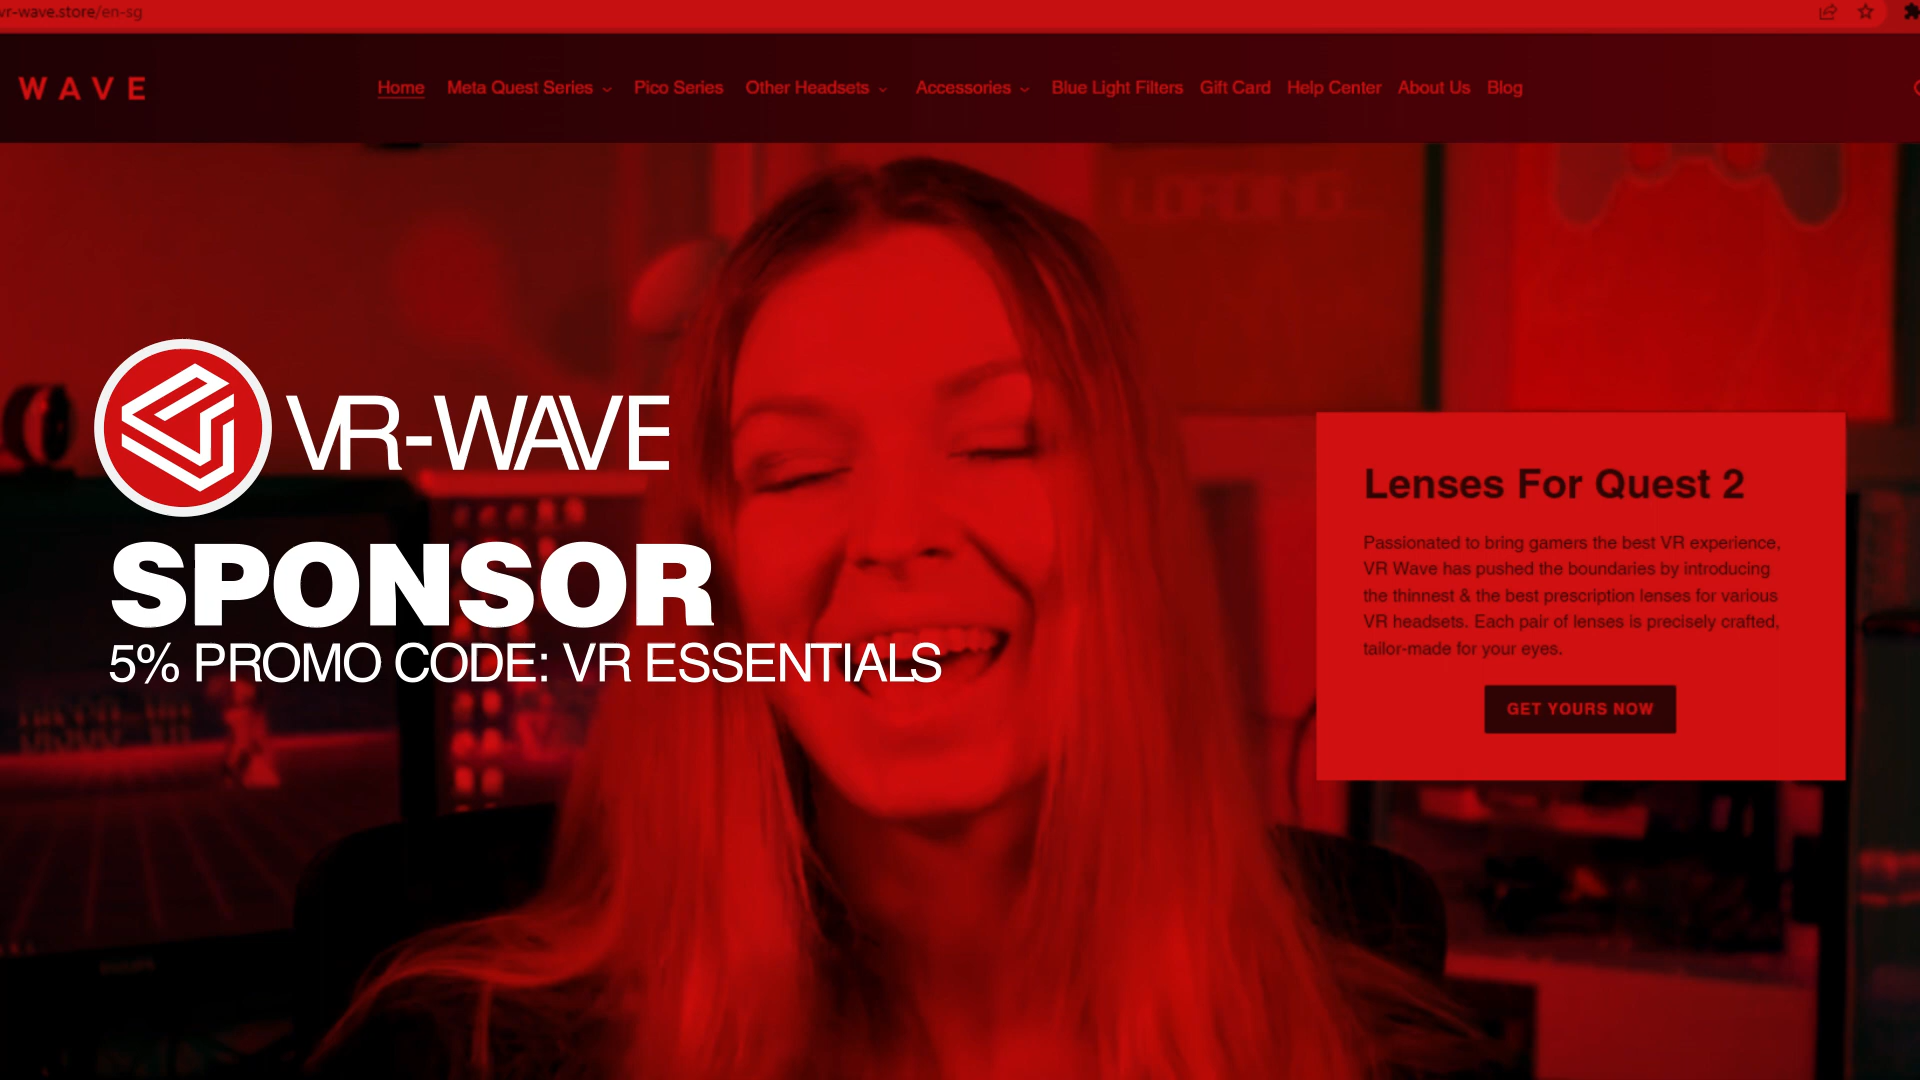 vr-wave.store/en-sg
WAVE
Home Meta Quest Series Pico Series Other Headsets Accessories Blue Light Filters Gift Card Help Center About Us Blog
LOADING...
VR-WAVE
SPONSOR
5% PROMO CODE: VR ESSENTIALS
Lenses For Quest 2
Passionated to bring gamers the best VR experience,
VR Wave has pushed the boundaries by introducing
the thinnest & the best prescription lenses for various
VR headsets. Each pair of lenses is precisely crafted,
tailor-made for your eyes.
GET YOURS NOW